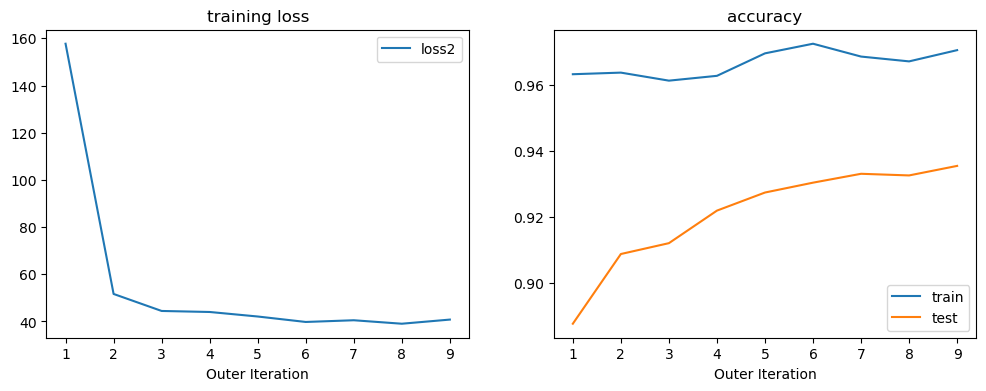 training loss
160
140
120
100
80
60
40
loss2
1 2 3 4 5 6 7 8 9
Outer Iteration
accuracy
0.96
0.94
0.92
0.90
train
test
1 2 3 4 5 6 7 8 9
Outer Iteration